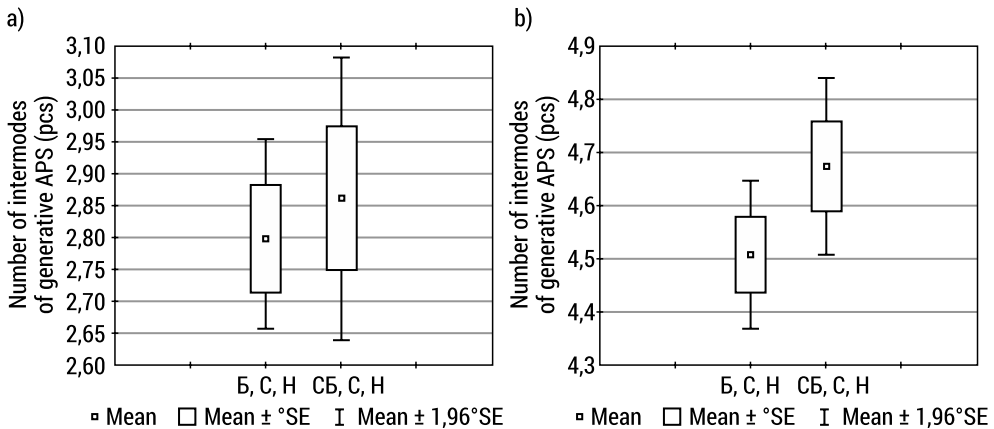 a)
Number of intermodes
of generative APS (pcs)
3,10
3,05
3,00
2,95
2,90
2,85
2,80
2,75
2,70
2,65
2,60
Б, С, Н СБ, С, Н
Mean Mean ± °SE Mean ± 1,96°SE
b)
Number of intermodes
of generative APS (pcs)
4,9
4,8
4,7
4,6
4,5
4,4
4,3
Б, С, Н СБ, С, Н
Mean Mean ± °SE Mean ± 1,96°SE